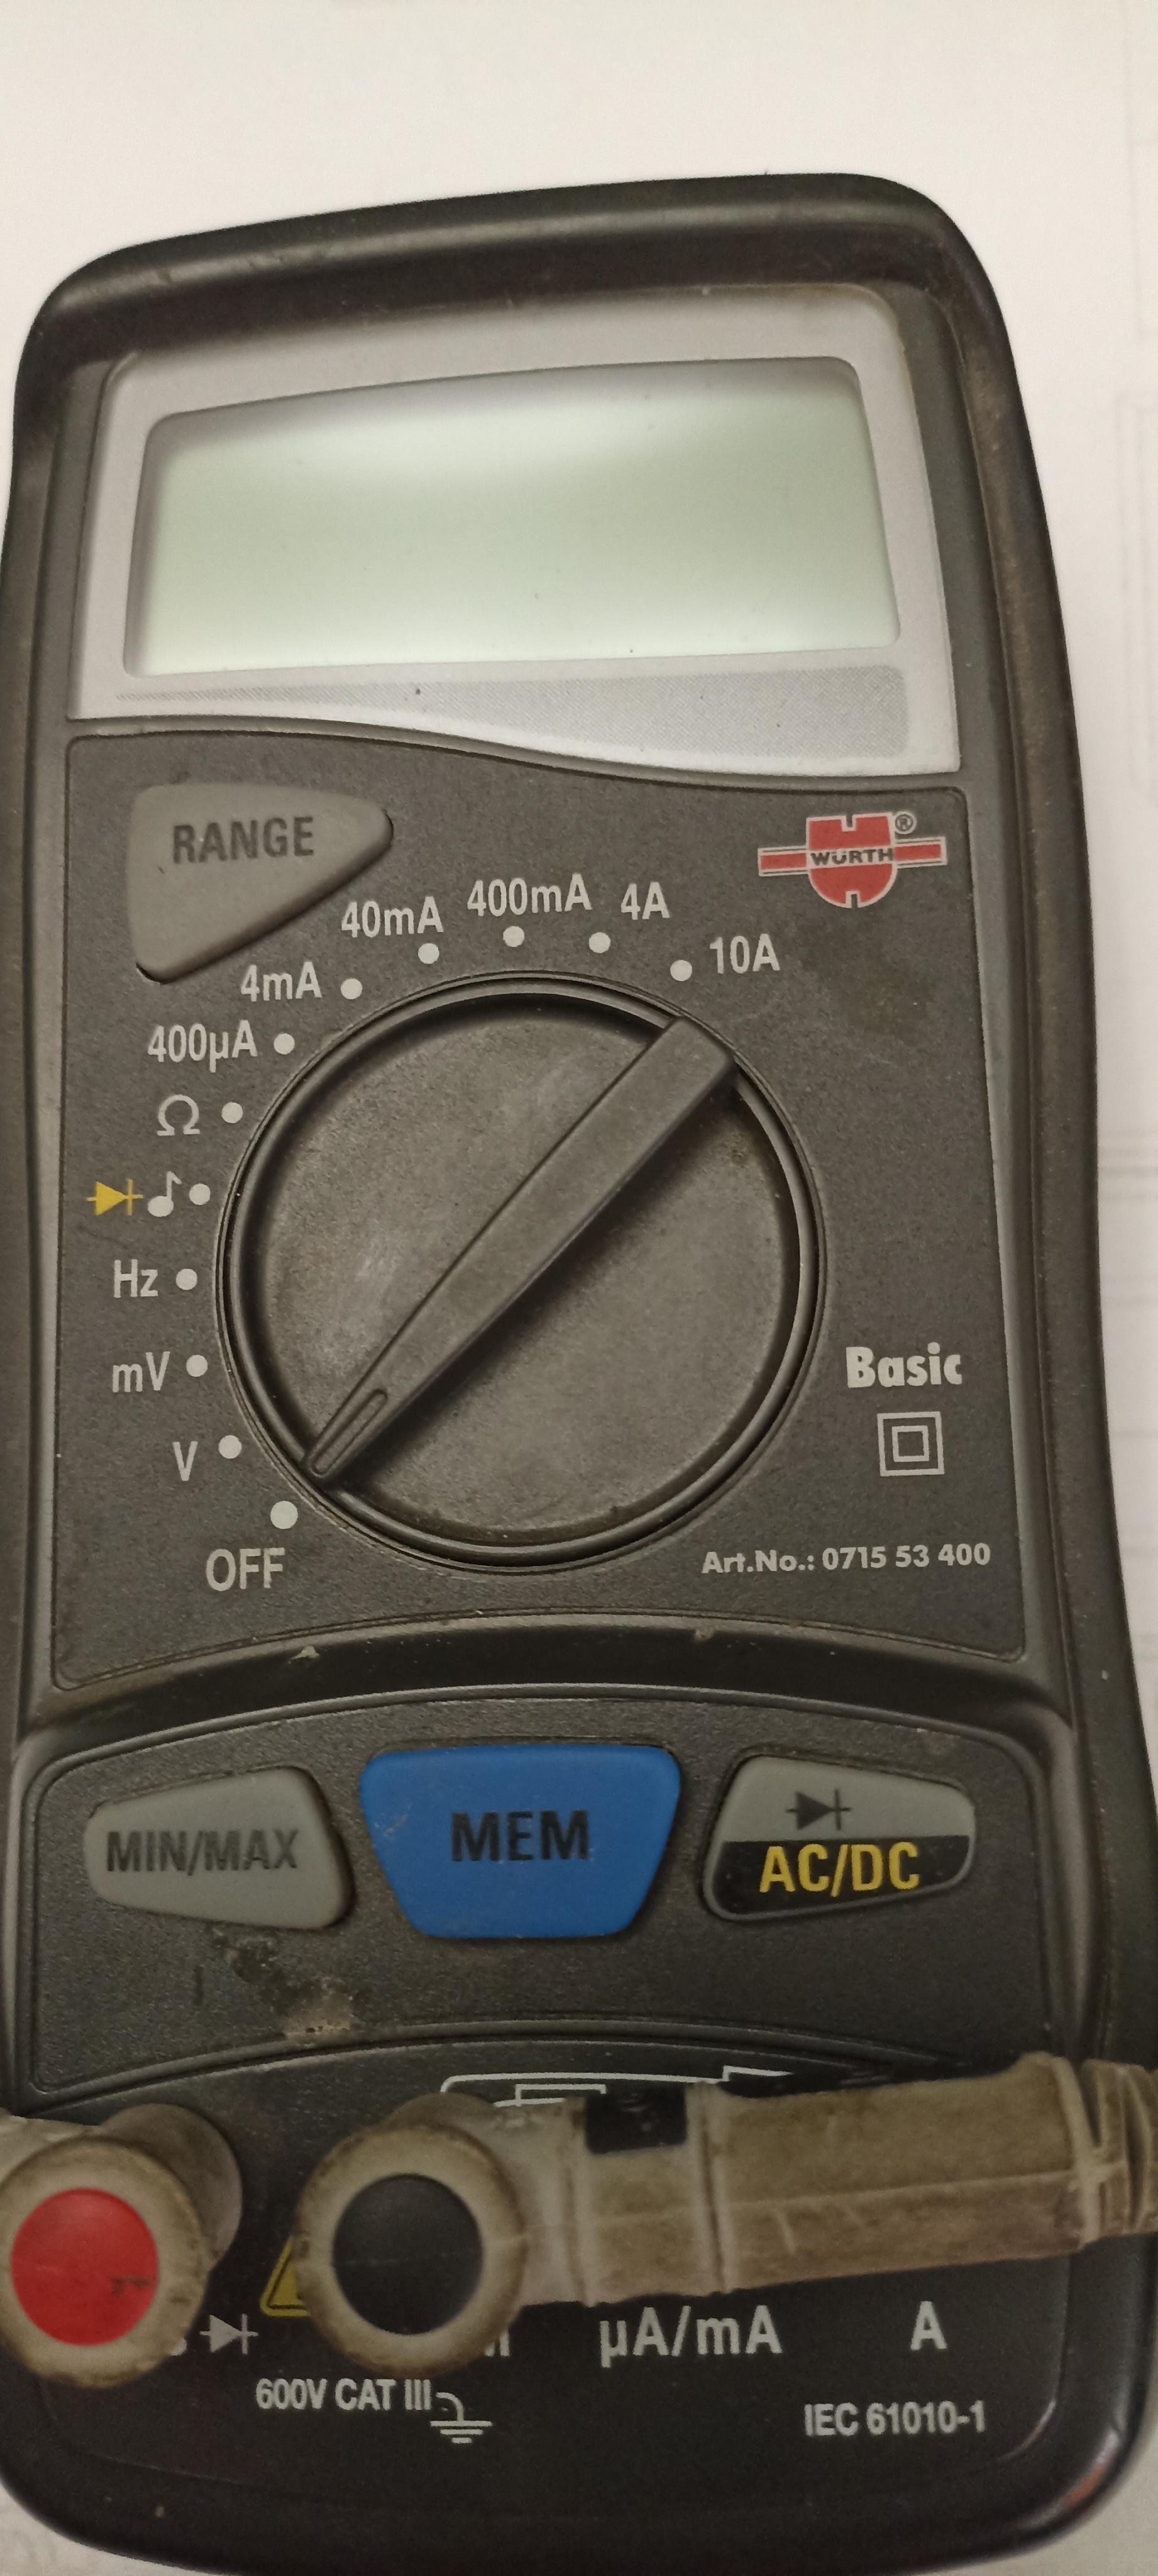 RANGE
WÜRTH®
40mA 400mA 4A
4mA 10A
400µA
Ω
Hz
mV
V
OFF
Basic
Art.No.: 0715 53 400
MIN/MAX
MEM
AC/DC
µA/mA A
600V CAT III
IEC 61010-1